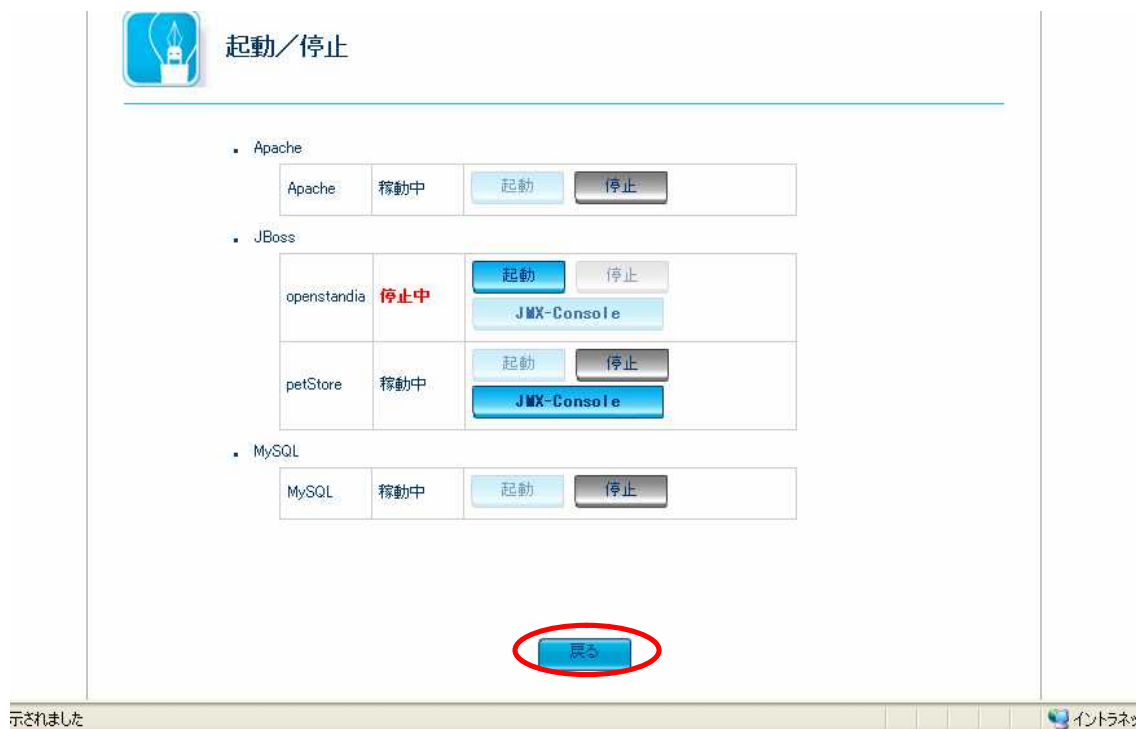 起動／停止
Apache
Apache 稼動中 起動 停止
JBoss
openstandia 停止中 起動 停止
JMX-Console
petStore 稼動中 起動 停止
JMX-Console
MySQL
MySQL 稼動中 起動 停止
戻る
示されました イントラネッ